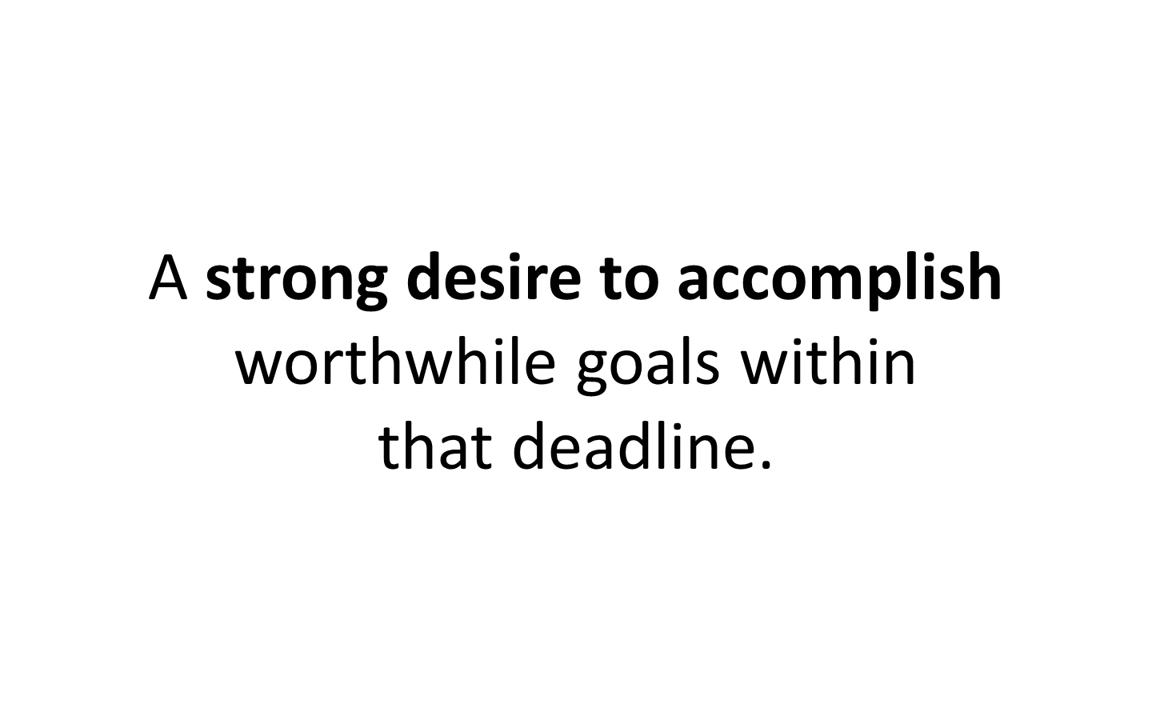 A strong desire to accomplish
worthwhile goals within
that deadline.